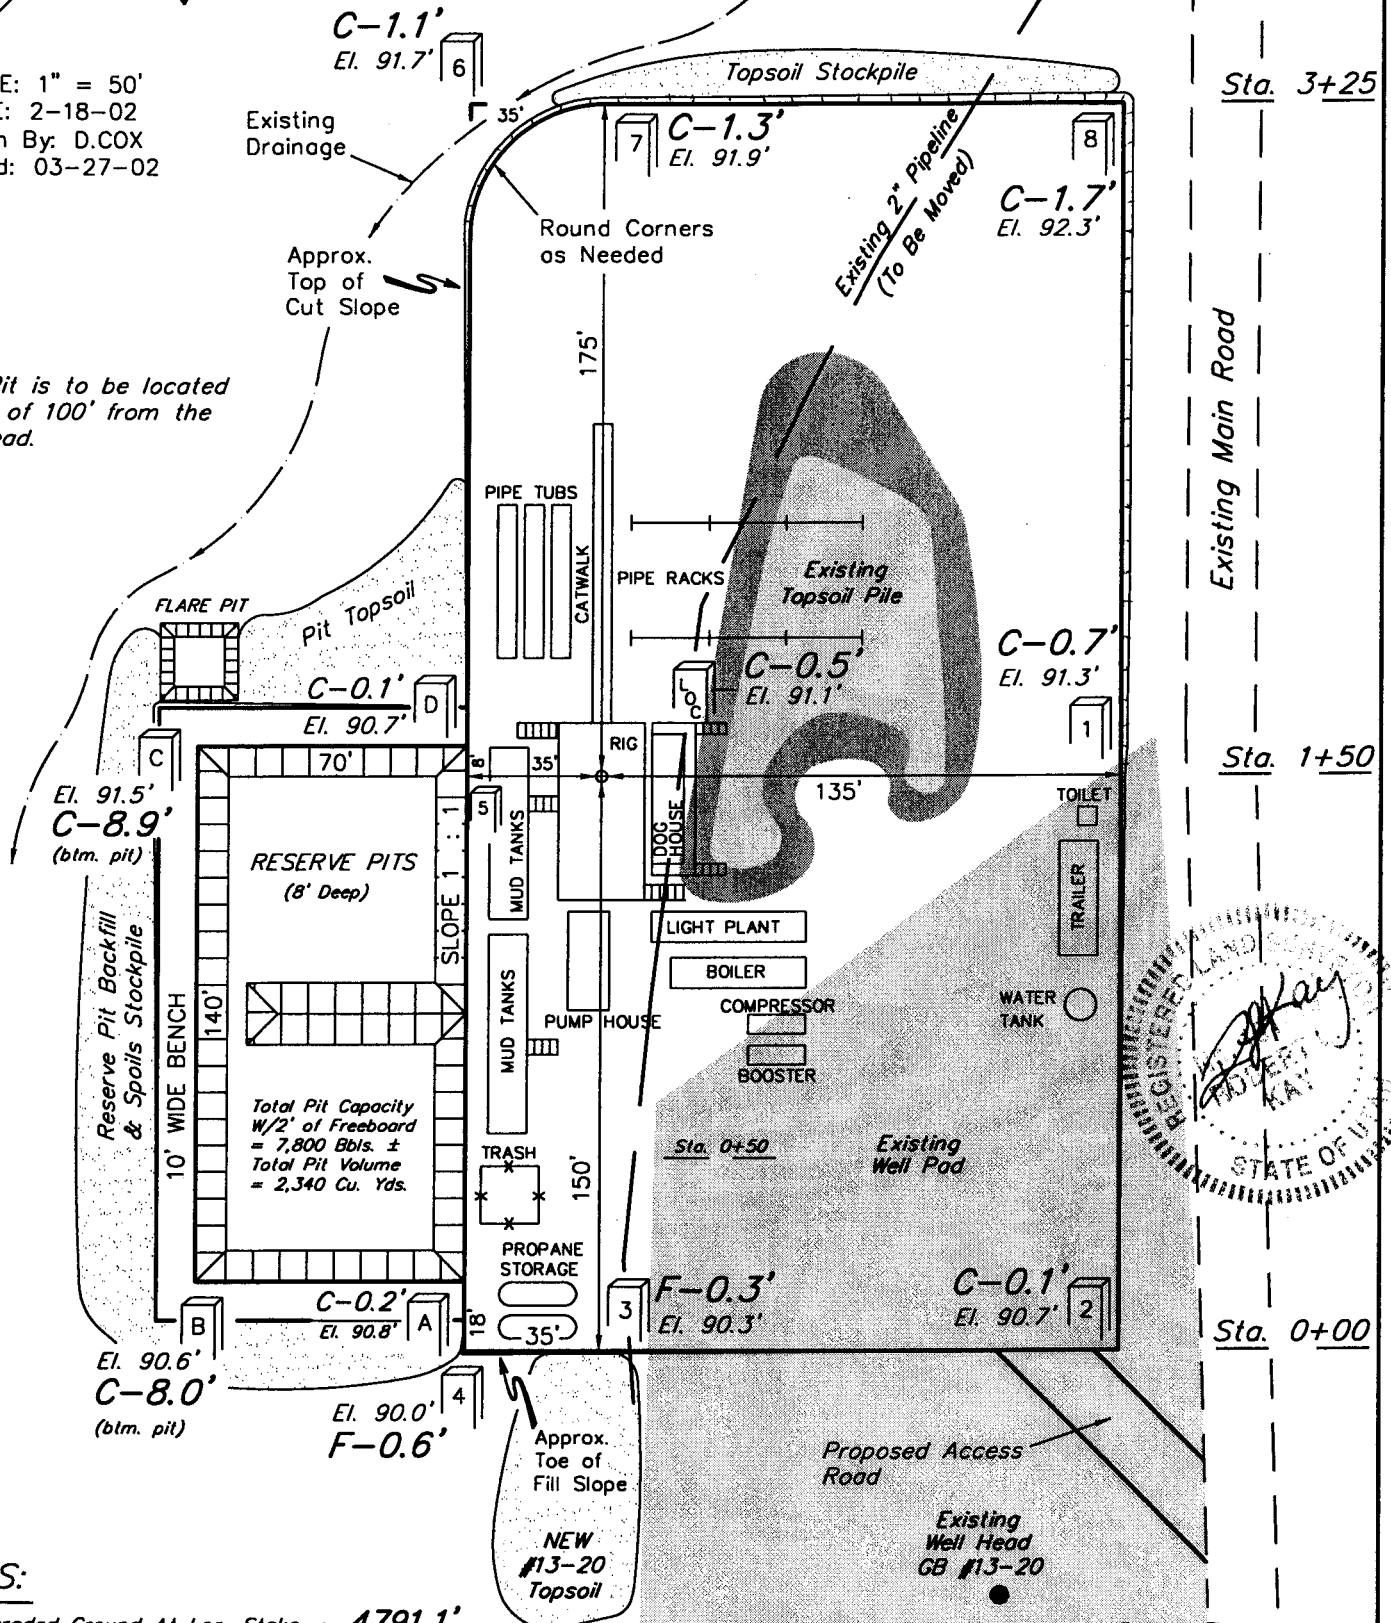 C-1.1'
El. 91.7'
6
E: 1" = 50'
E: 2-18-02
n By: D.COX
d: 03-27-02
Existing
Drainage
35'
Topsoil Stockpile
Sta. 3+25
7
C-1.3'
El. 91.9'
8
C-1.7'
El. 92.3'
Existing 2" Pipeline
(To Be Moved)
Round Corners
as Needed
Approx.
Top of
Cut Slope
175'
Existing Main Road
Pit is to be located
of 100' from the
ead.
PIPE TUBS
CATWALK
PIPE RACKS
Existing
Topsoil Pile
FLARE PIT
Pit Topsoil
C-0.1'
El. 90.7'
D
LOC
C-0.5'
El. 91.1'
C-0.7'
El. 91.3'
1
C
El. 91.5'
C-8.9'
(btm. pit)
70'
8'
35'
RIG
135'
Sta. 1+50
5
TOILET
DOG
HOUSE
MUD TANKS
RESERVE PITS
(8' Deep)
SLOPE 1 : 1
TRAILER
LIGHT PLANT
BOILER
COMPRESSOR
BOOSTER
WATER
TANK
PUMP HOUSE
MUD TANKS
140'
10' WIDE BENCH
Reserve Pit Backfill
& Spoils Stockpile
Total Pit Capacity
W/2' of Freeboard
= 7,800 Bbls. ±
Total Pit Volume
= 2,340 Cu. Yds.
TRASH
150'
Sta. 0+50
Existing
Well Pad
REGISTERED LAND
KAY
STATE OF UTAH
PROPANE
STORAGE
35'
18'
C-0.2'
El. 90.8'
A
B
El. 90.6'
C-8.0'
(btm. pit)
3
F-0.3'
El. 90.3'
C-0.1'
El. 90.7'
2
Sta. 0+00
4
El. 90.0'
F-0.6'
Approx.
Toe of
Fill Slope
NEW
#13-20
Topsoil
Proposed Access
Road
Existing
Well Head
GB #13-20
S:
4791.1'